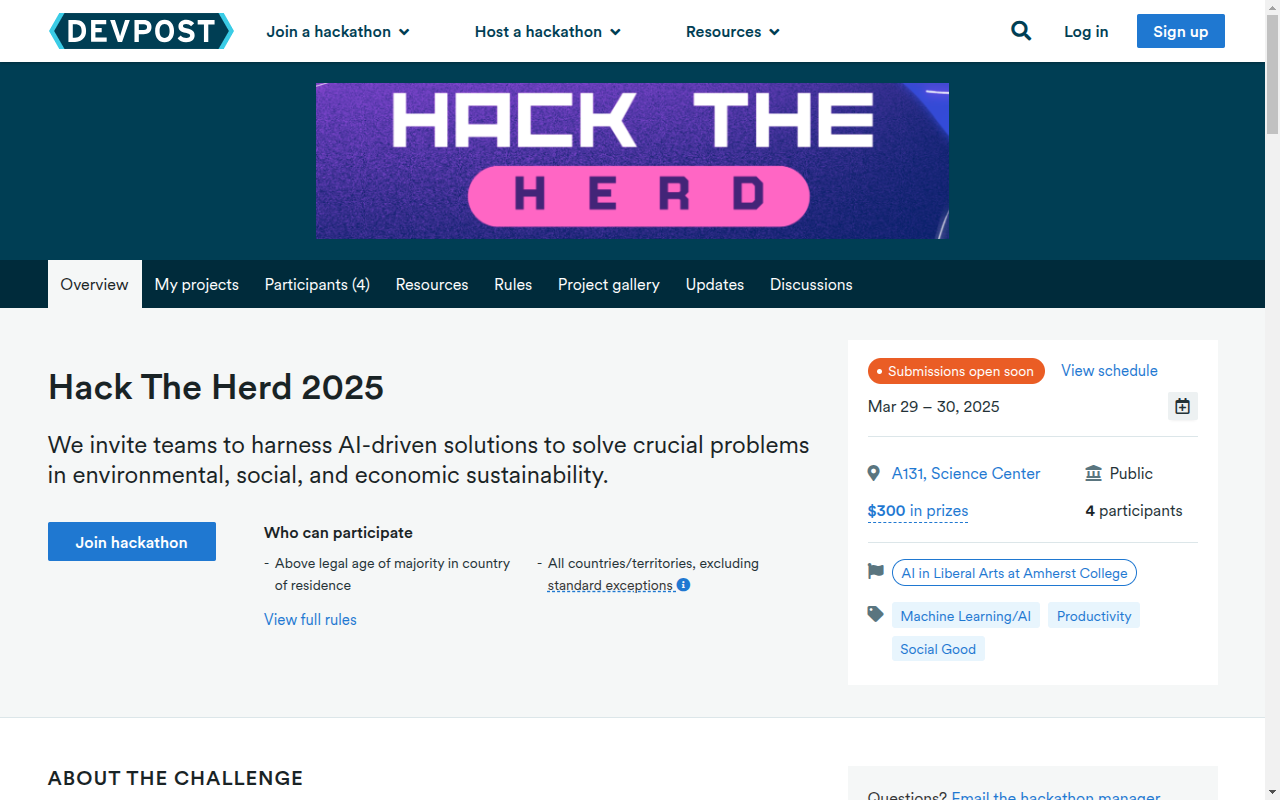 DEVPOST
Join a hackathon
Host a hackathon
Resources
Log in
Sign up
HACK THE
HERD
Overview
My projects
Participants (4)
Resources
Rules
Project gallery
Updates
Discussions
Hack The Herd 2025
We invite teams to harness AI-driven solutions to solve crucial problems
in environmental, social, and economic sustainability.
Join hackathon
Who can participate
- Above legal age of majority in country
of residence
- All countries/territories, excluding
standard exceptions
View full rules
Submissions open soon
View schedule
Mar 29 – 30, 2025
A131, Science Center
Public
$300 in prizes
4 participants
AI in Liberal Arts at Amherst College
Machine Learning/AI
Productivity
Social Good
ABOUT THE CHALLENGE
Questions? Email the hackathon manager